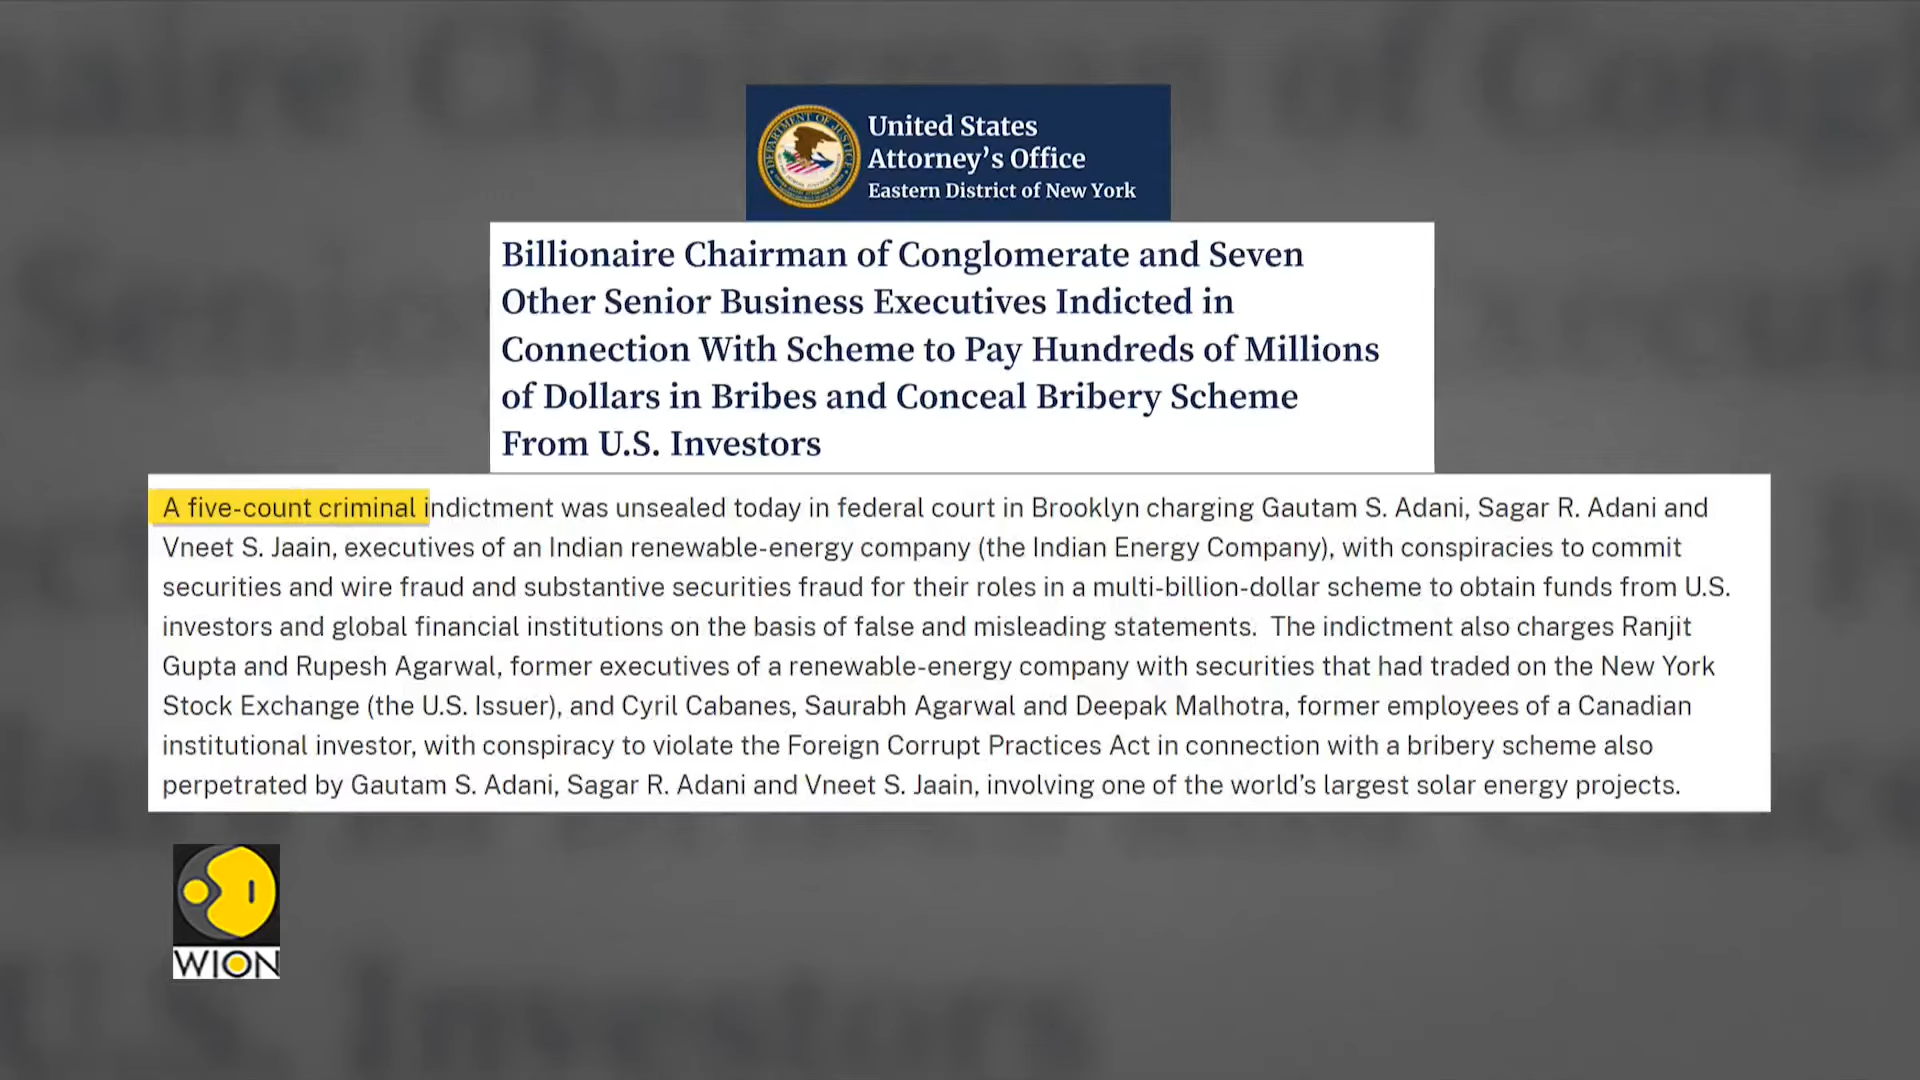 United States
Attorney’s Office
Eastern District of New York
Billionaire Chairman of Conglomerate and Seven
Other Senior Business Executives Indicted in
Connection With Scheme to Pay Hundreds of Millions
of Dollars in Bribes and Conceal Bribery Scheme
From U.S. Investors
A five-count criminal indictment was unsealed today in federal court in Brooklyn charging Gautam S. Adani, Sagar R. Adani and
Vneet S. Jaain, executives of an Indian renewable-energy company (the Indian Energy Company), with conspiracies to commit
securities and wire fraud and substantive securities fraud for their roles in a multi-billion-dollar scheme to obtain funds from U.S.
investors and global financial institutions on the basis of false and misleading statements.  The indictment also charges Ranjit
Gupta and Rupesh Agarwal, former executives of a renewable-energy company with securities that had traded on the New York
Stock Exchange (the U.S. Issuer), and Cyril Cabanes, Saurabh Agarwal and Deepak Malhotra, former employees of a Canadian
institutional investor, with conspiracy to violate the Foreign Corrupt Practices Act in connection with a bribery scheme also
perpetrated by Gautam S. Adani, Sagar R. Adani and Vneet S. Jaain, involving one of the world’s largest solar energy projects.
WION